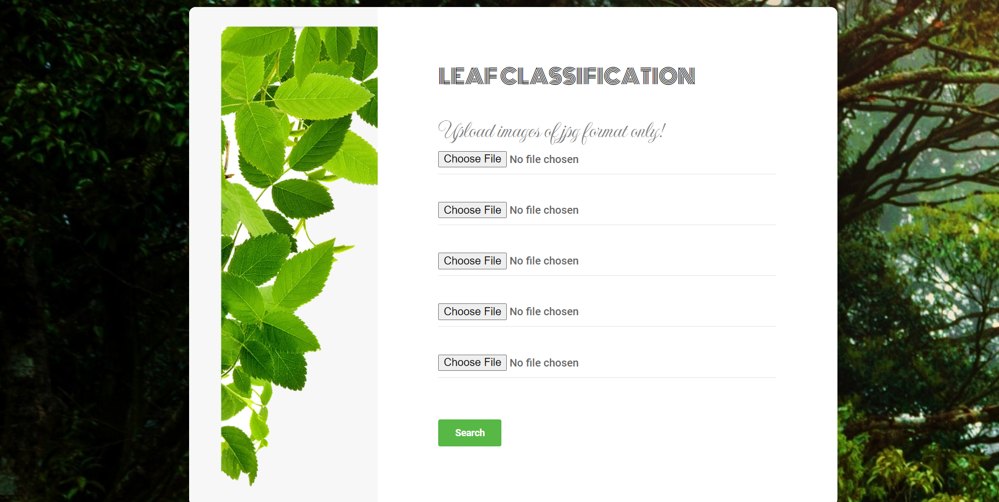 LEAF CLASSIFICATION
Upload images of jpg format only!
Choose File No file chosen
Choose File No file chosen
Choose File No file chosen
Choose File No file chosen
Choose File No file chosen
Search